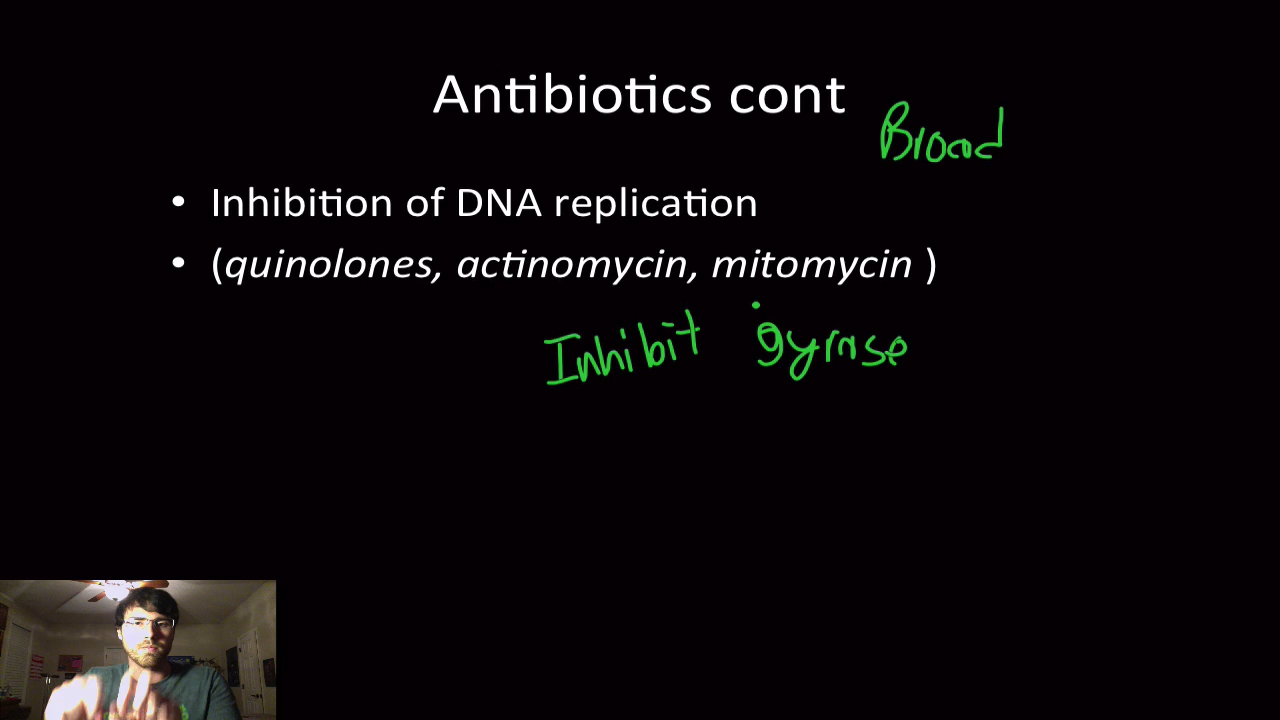 Antibiotics cont
Broad
• Inhibition of DNA replication
• (quinolones, actinomycin, mitomycin )
Inhibit gyrase